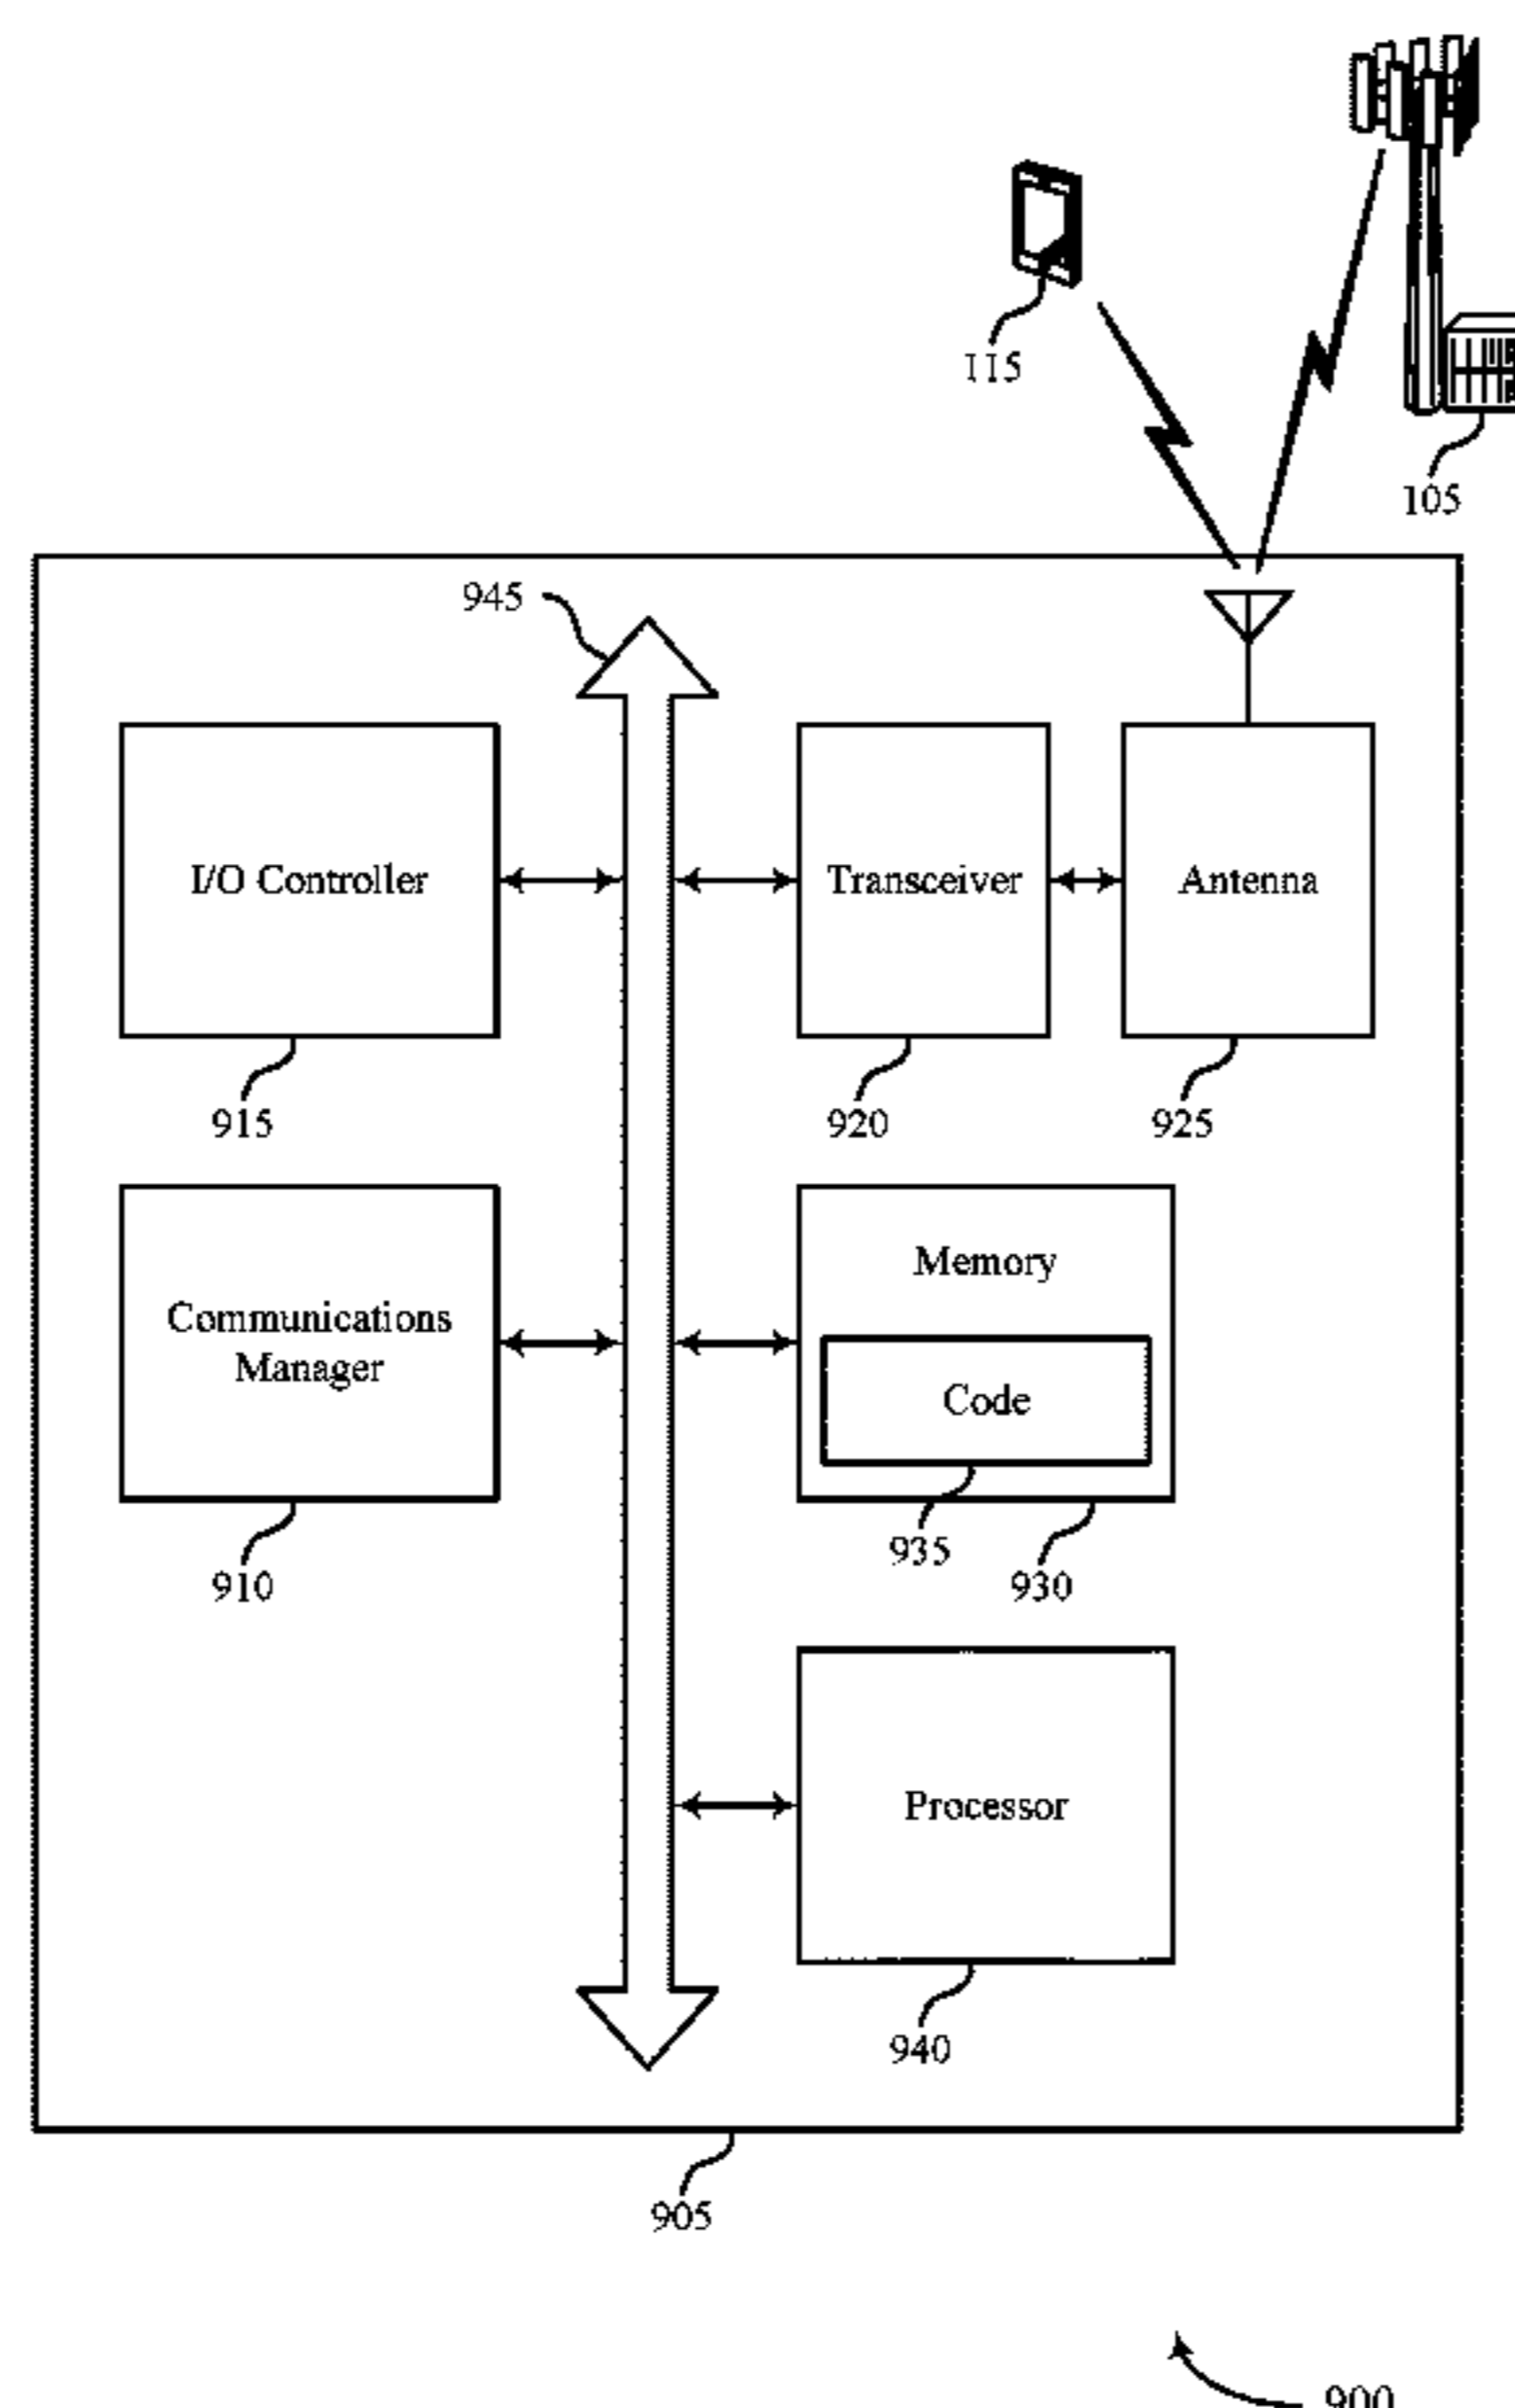 115
105
945
I/O Controller
Transceiver
Antenna
915
920
925
Communications
Manager
Memory
Code
910
935
930
Processor
940
905
900